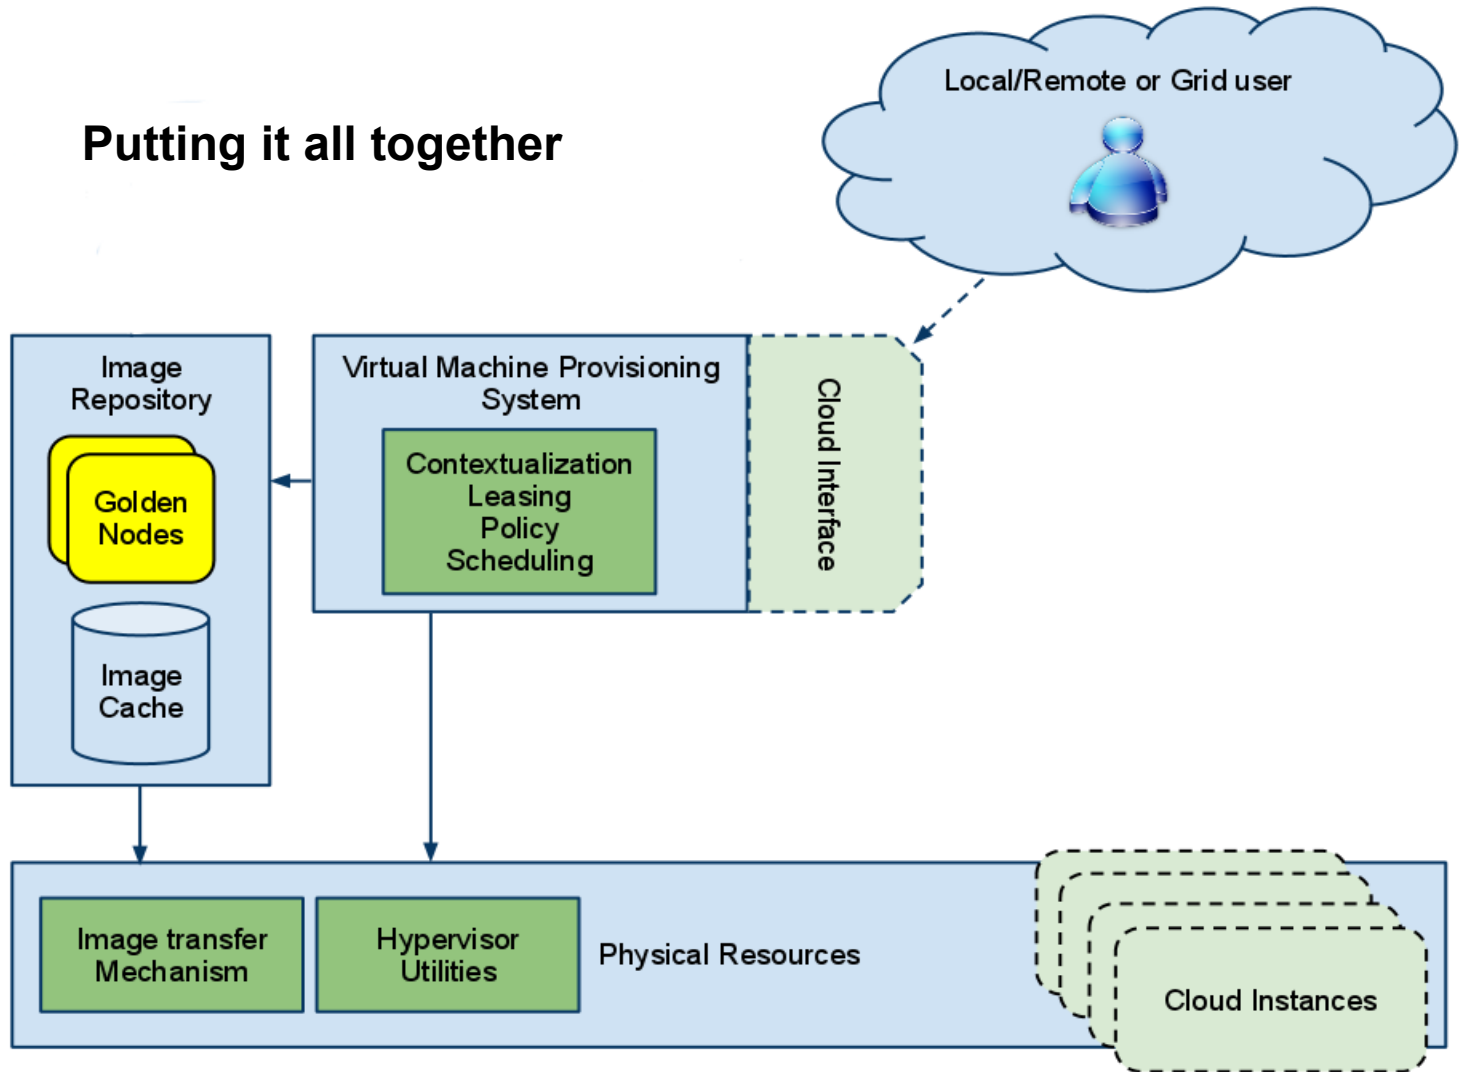 Putting it all together
Local/Remote or Grid user
Image
Repository
Golden
Nodes
Image
Cache
Virtual Machine Provisioning
System
Contextualization
Leasing
Policy
Scheduling
Cloud Interface
Image transfer
Mechanism
Hypervisor
Utilities
Physical Resources
Cloud Instances